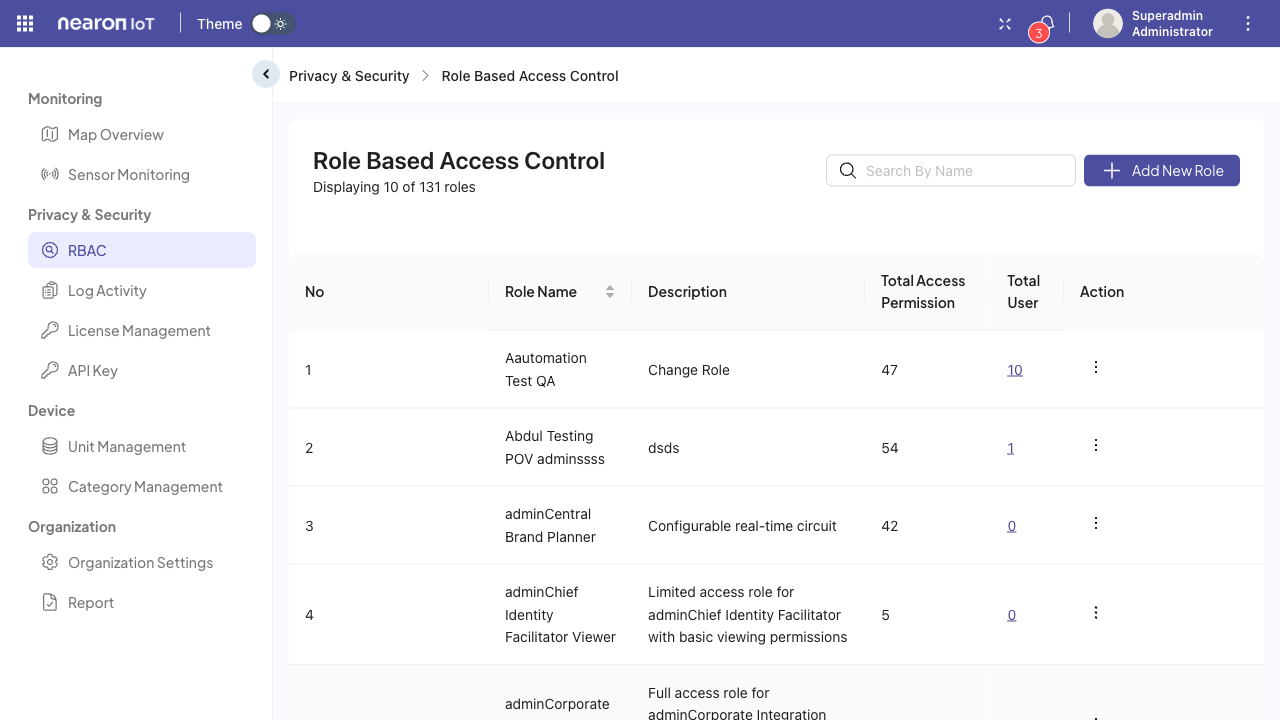 nearon IoT
Theme
3
Superadmin
Administrator
Privacy & Security
Role Based Access Control
Monitoring
Map Overview
Sensor Monitoring
Privacy & Security
RBAC
Log Activity
License Management
API Key
Device
Unit Management
Category Management
Organization
Organization Settings
Report
Role Based Access Control
Displaying 10 of 131 roles
Search By Name
Add New Role
No
Role Name
Description
Total Access
Permission
Total
User
Action
1
Aautomation
Test QA
Change Role
47
10
2
Abdul Testing
POV adminssss
dsds
54
1
3
adminCentral
Brand Planner
Configurable real-time circuit
42
0
4
adminChief
Identity
Facilitator Viewer
Limited access role for
adminChief Identity Facilitator
with basic viewing permissions
5
0
adminCorporate
Full access role for
adminCorporate Integration